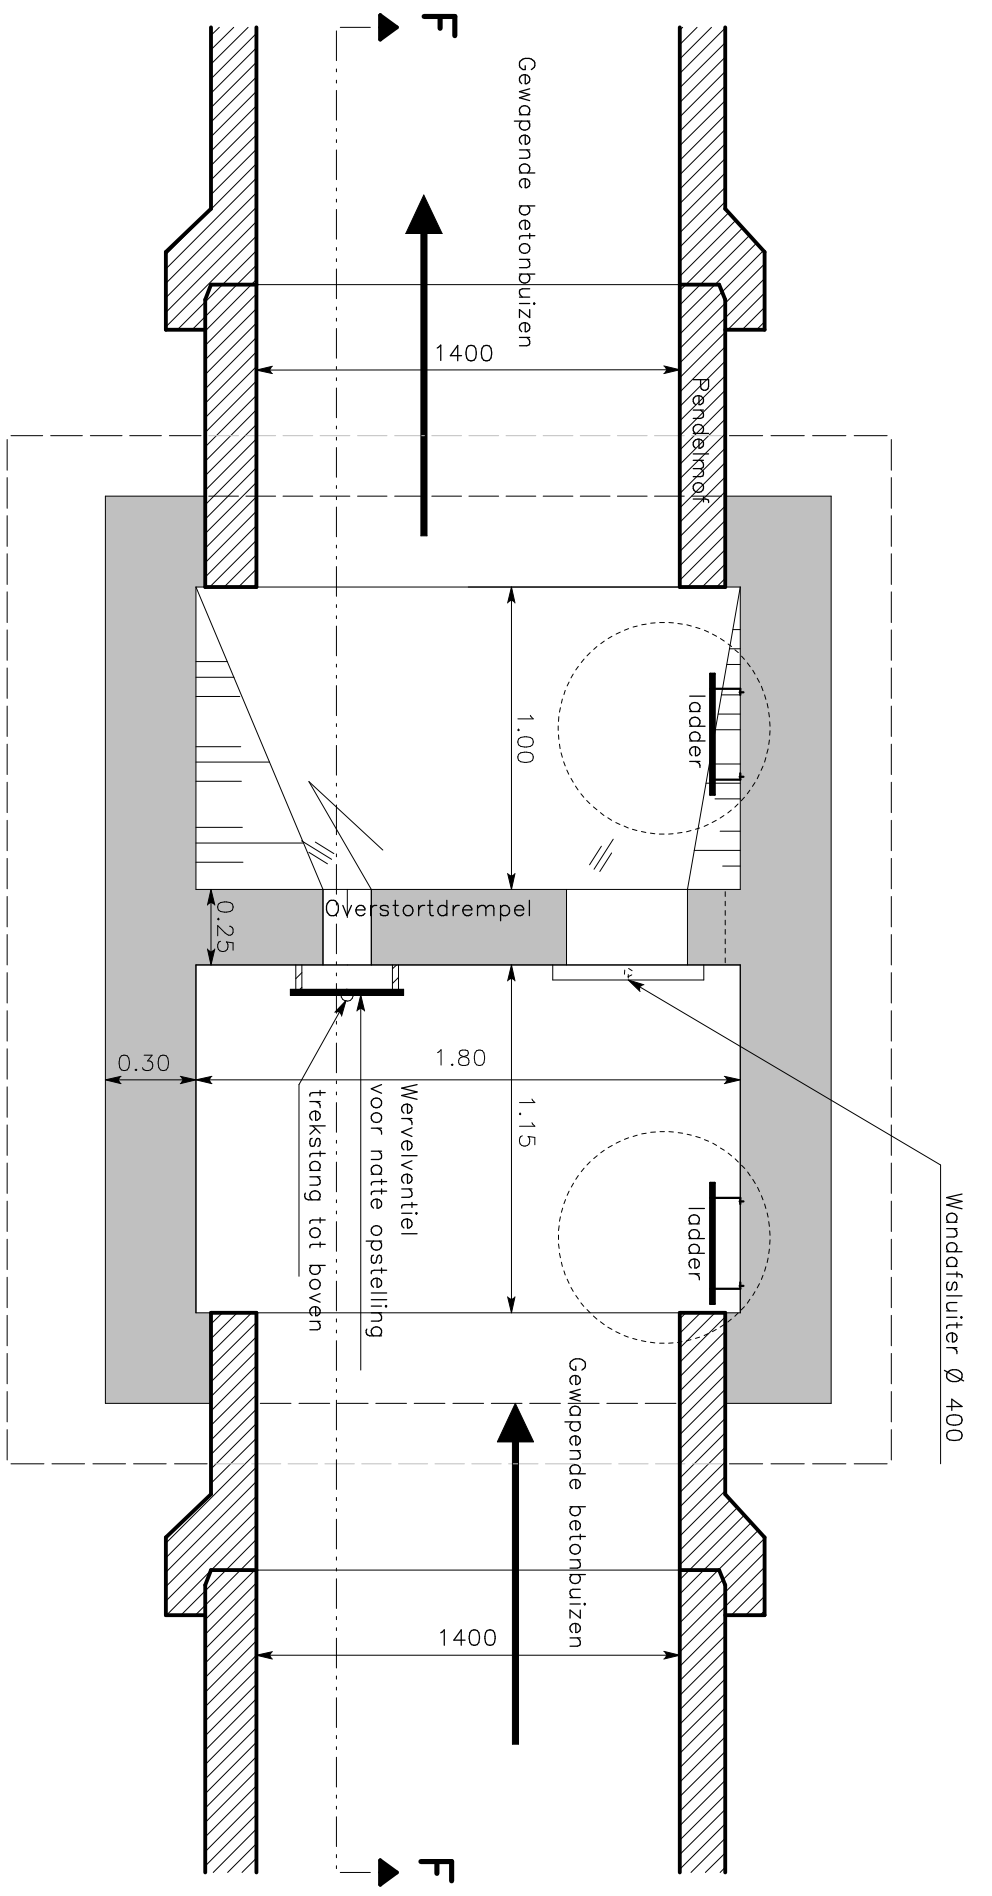 F
Gewapende betonbuizen
1400
Pendelmof
1.00
ladder
Overstortdrempel
0.25
0.30
1.80
1.15
Wervelventiel
voor natte opstelling
trekstang tot boven
ladder
Wandafsluiter Ø 400
Gewapende betonbuizen
1400
F